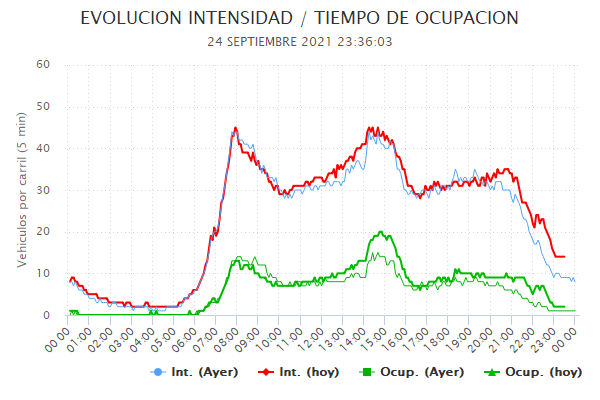 EVOLUCION INTENSIDAD / TIEMPO DE OCUPACION
24 SEPTIEMBRE 2021 23:36:03
Vehiculos por carril (5 min)
60
50
40
30
20
10
0
00:00 01:00 02:00 03:00 04:00 05:00 06:00 07:00 08:00 09:00 10:00 11:00 12:00 13:00 14:00 15:00 16:00 17:00 18:00 19:00 20:00 21:00 22:00 23:00 00:00
Int. (Ayer) Int. (hoy) Ocup. (Ayer) Ocup. (hoy)